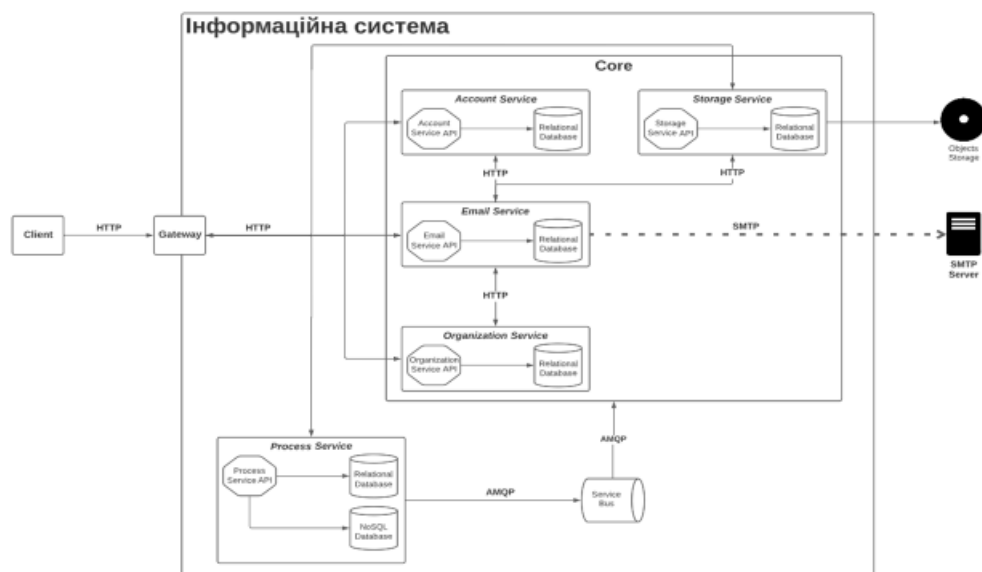 Інформаційна система
Core
Account Service
Account
Service API
Relational
Database
Storage Service
Storage
Service API
Relational
Database
Objects
Storage
HTTP
HTTP
Client
HTTP
Gateway
HTTP
Email Service
Email
Service API
Relational
Database
SMTP
SMTP
Server
HTTP
Organization Service
Organization
Service API
Relational
Database
AMQP
Process Service
Process
Service API
Relational
Database
NoSQL
Database
AMQP
Service
Bus